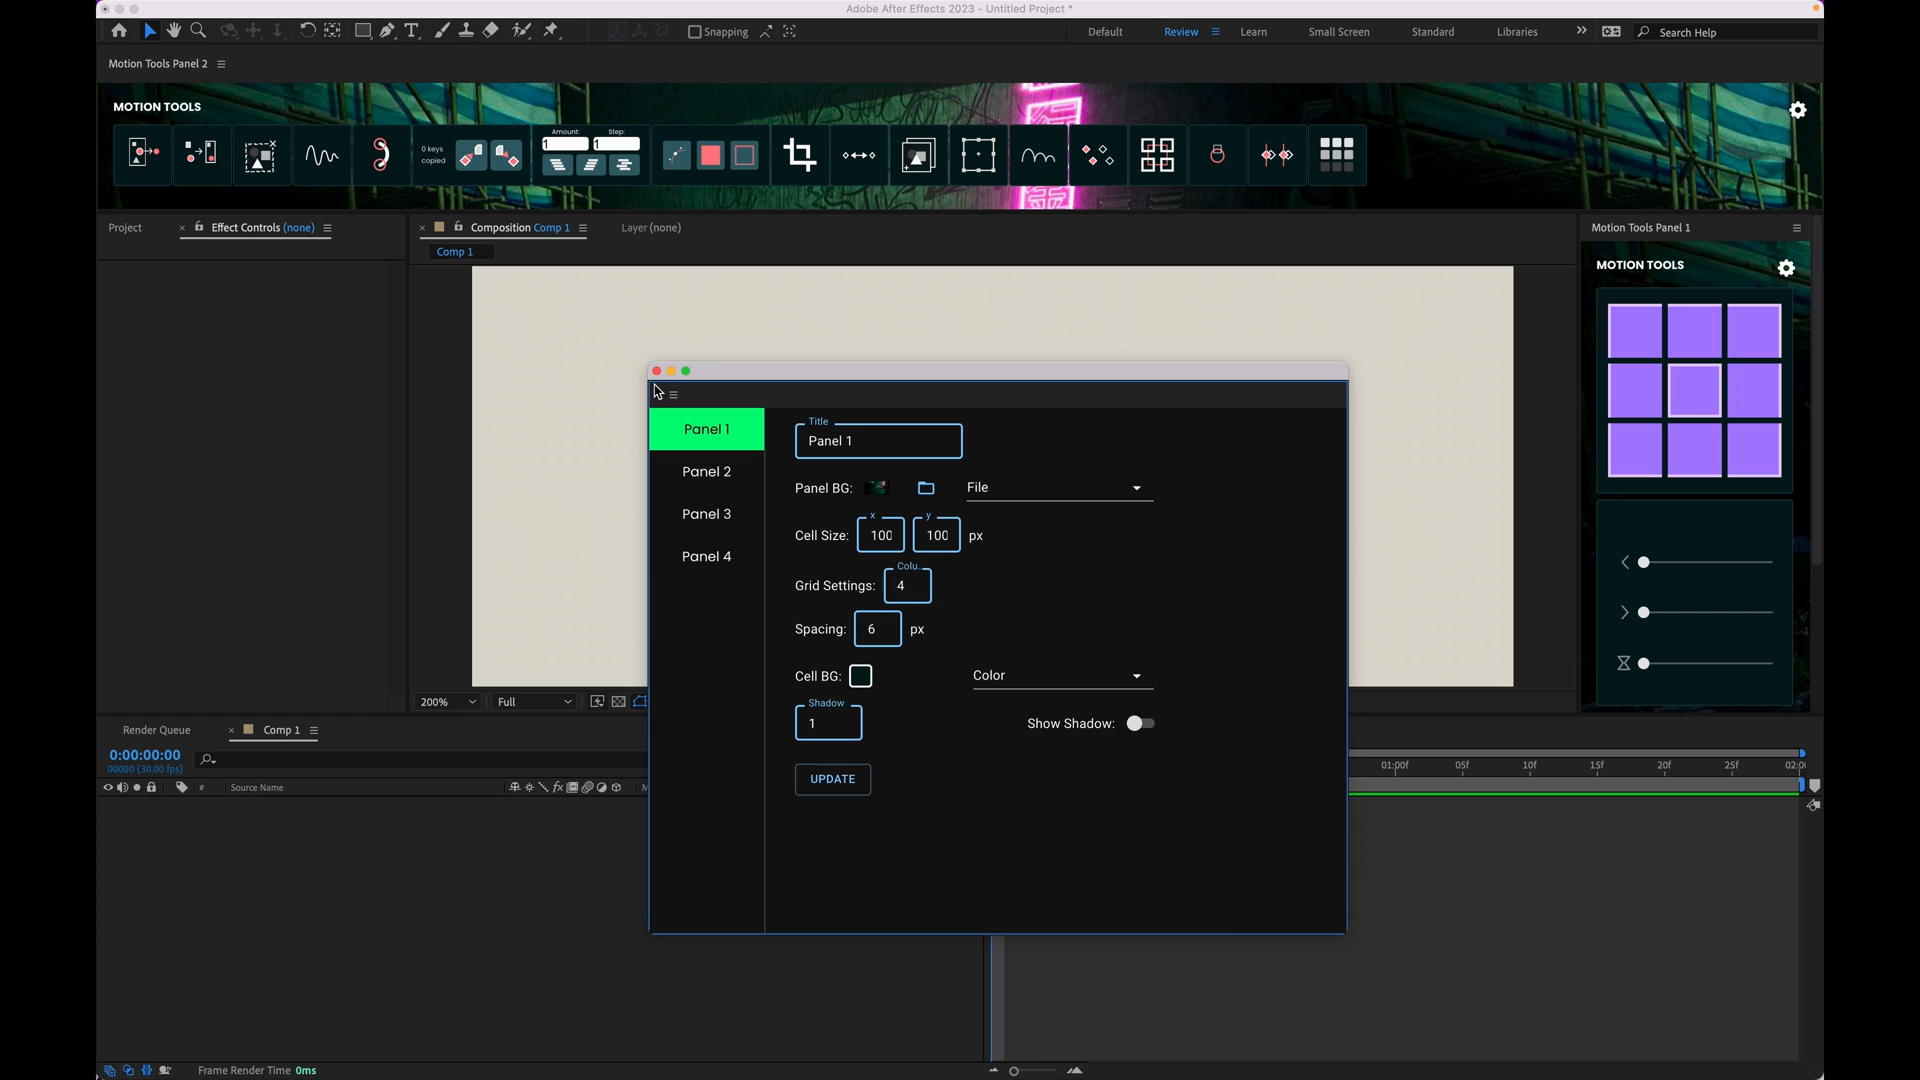 Adobe After Effects 2023 - Untitled Project *
Snapping
Default
Review
Learn
Small Screen
Standard
Libraries
Search Help
Motion Tools Panel 2
MOTION TOOLS
0 keys
copied
Amount:
Step:
1
1
Project
Effect Controls (none)
Composition Comp 1
Layer (none)
Motion Tools Panel 1
Comp 1
MOTION TOOLS
Panel 1
Panel 2
Panel 3
Panel 4
Title
Panel 1
Panel BG:
File
Cell Size:
x
100
y
100
px
Grid Settings:
Colu
4
Spacing:
6
px
Cell BG:
Color
Shadow
1
Show Shadow:
UPDATE
200%
Full
Render Queue
Comp 1
0:00:00:00
00000 (30.00 fps)
01:00f
05f
10f
15f
20f
25f
02:0
#
Source Name
fx
M
Frame Render Time 0ms